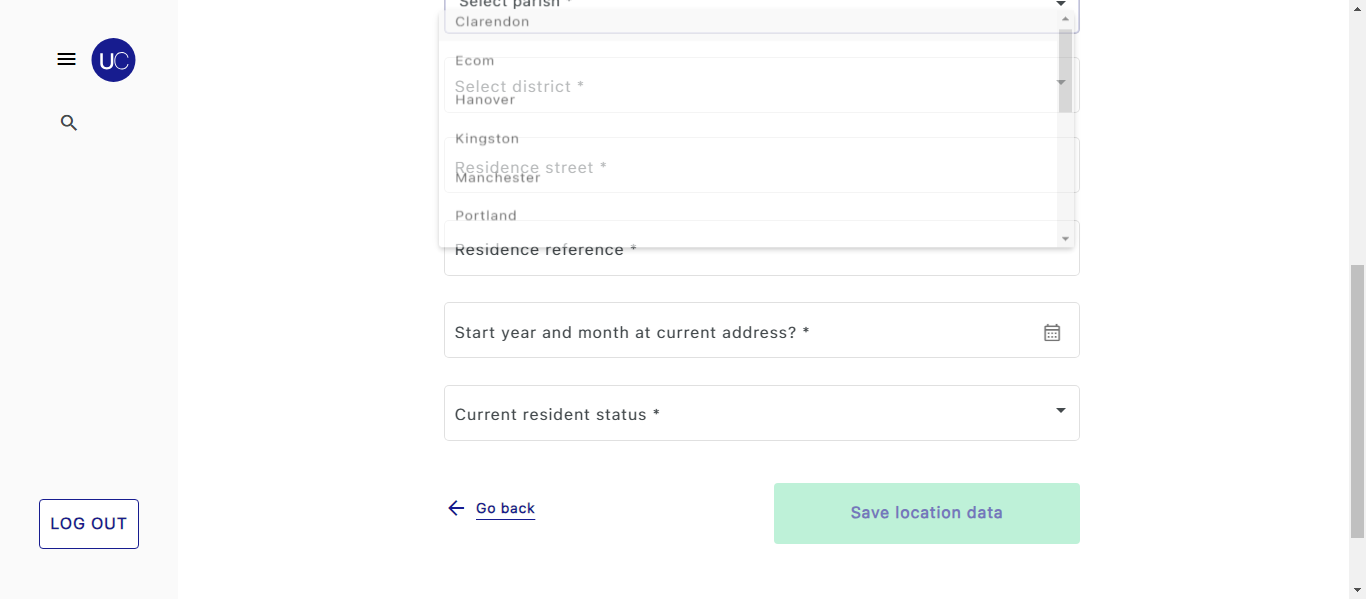 Select parish *
Clarendon
UC
Ecom
Select district *
Hanover
Kingston
Residence street *
Manchester
Portland
Residence reference *
Start year and month at current address? *
Current resident status *
Go back
Save location data
LOG OUT